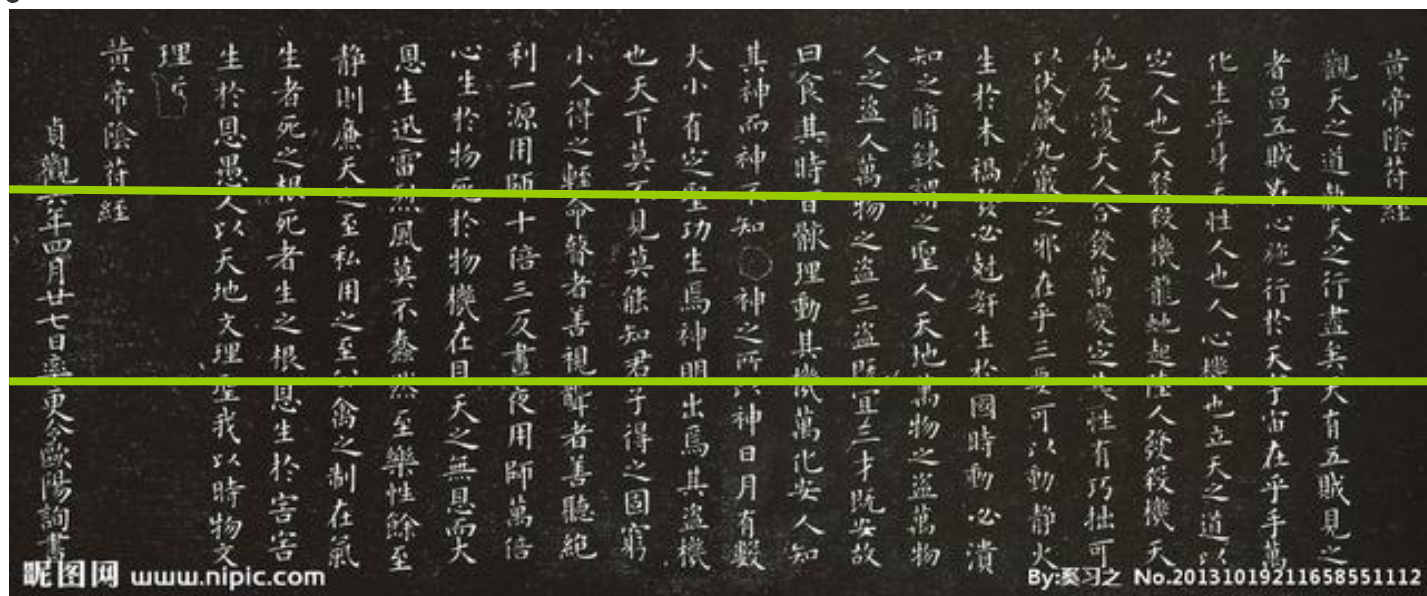 黃帝陰符經
觀天之道執天之行盡矣天有五賊見之
者昌五賊在心施行於天宇宙在乎手萬
化生乎身天性人也人心機也立天之道以
定人也天發殺機龍虵起陸人發殺機天
地反覆天人合發萬變定基性有巧拙可
以伏藏九竅之邪在乎三要可以動靜火
生於木禍發必尅奸生於國時動必潰
知之脩鍊謂之聖人天地萬物之盜萬物
人之盜人萬物之盜三盜既宜三才既安故
曰食其時百骸理動其機萬化安人知
其神而神不知神之所以神日月有數
大小有定聖功生焉神明出焉其盜機
也天下莫不見莫能知君子得之固窮
小人得之輕命瞽者善視聾者善聽絕
利一源用師十倍三反晝夜用師萬倍
心生於物死於物機在目天之無恩而大
恩生迅雷烈風莫不蠢然至樂性餘至
靜則廉天之至私用之至公禽之制在氣
生者死之根死者生之根恩生於害害
生於恩愚人以天地文理聖我以時物文
理
黃帝陰符經
貞觀六年四月廿七日率更令歐陽詢書
昵图网 www.nipic.com
By:奚习之 No.20131019211658551112